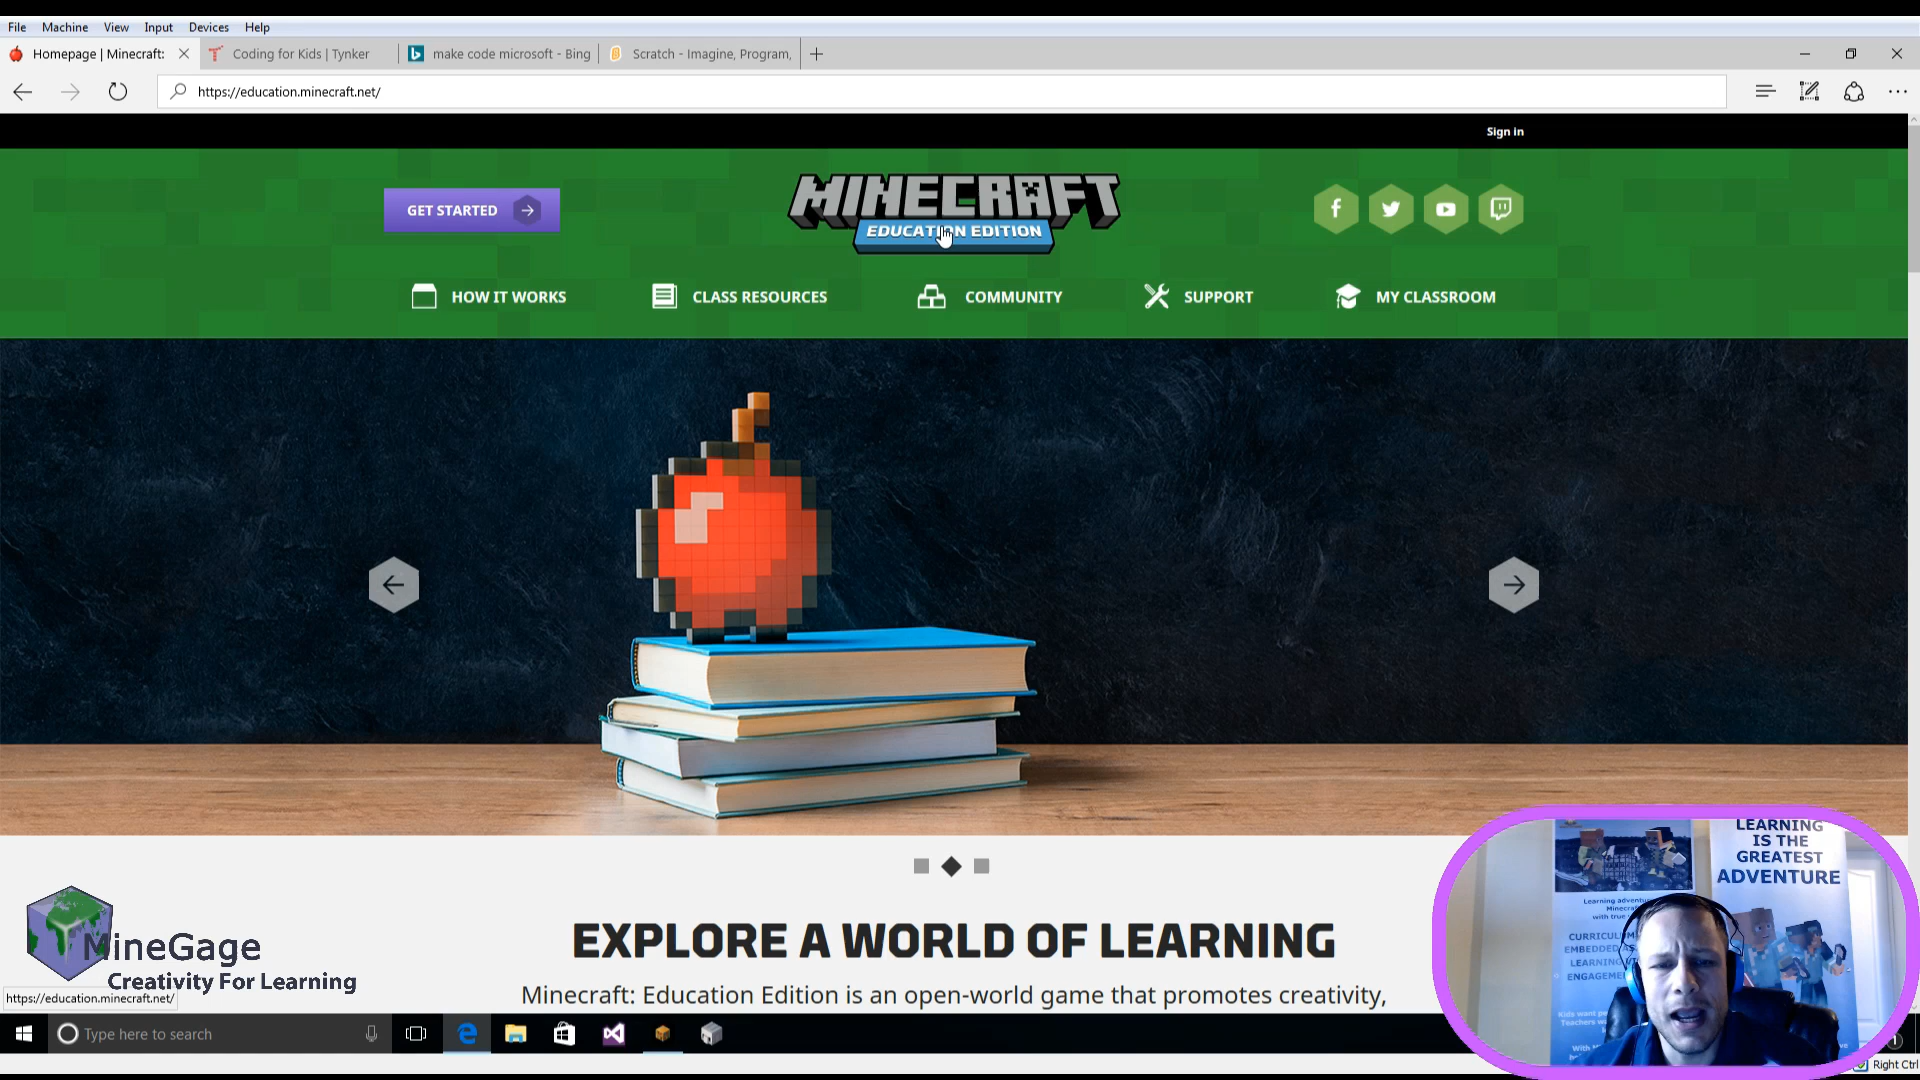 File Machine View Input Devices Help
Homepage | Minecraft: Coding for Kids | Tynker make code microsoft - Bing Scratch - Imagine, Program,
https://education.minecraft.net/
Sign in
GET STARTED
MINECRAFT
EDUCATION EDITION
HOW IT WORKS CLASS RESOURCES COMMUNITY SUPPORT MY CLASSROOM
EXPLORE A WORLD OF LEARNING
Minecraft: Education Edition is an open-world game that promotes creativity,
MineGage
Creativity For Learning
https://education.minecraft.net/
Type here to search
LEARNING
IS THE
GREATEST
ADVENTURE
Right Ctrl